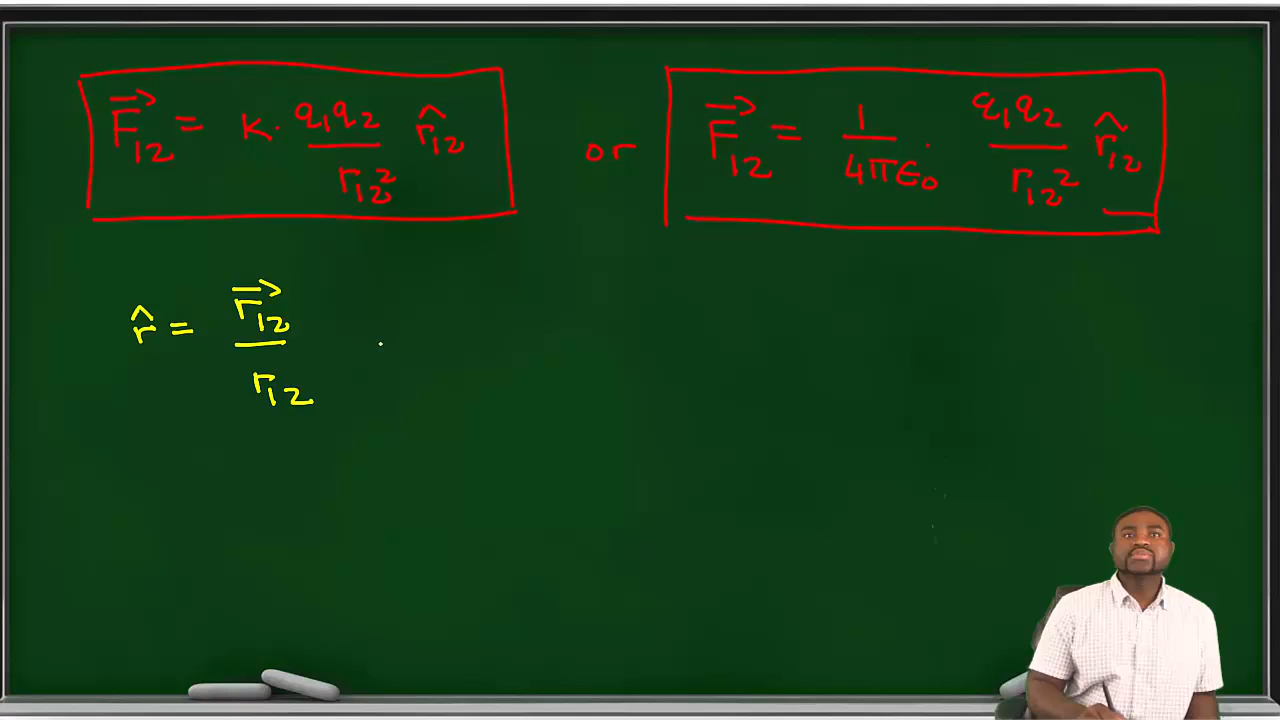 F⃗₁₂ = K · q₁q₂ / r₁₂² r̂₁₂ or F⃗₁₂ = 1 / 4πϵ₀ · q₁q₂ / r₁₂² r̂₁₂
r̂ = r⃗₁₂ / r₁₂